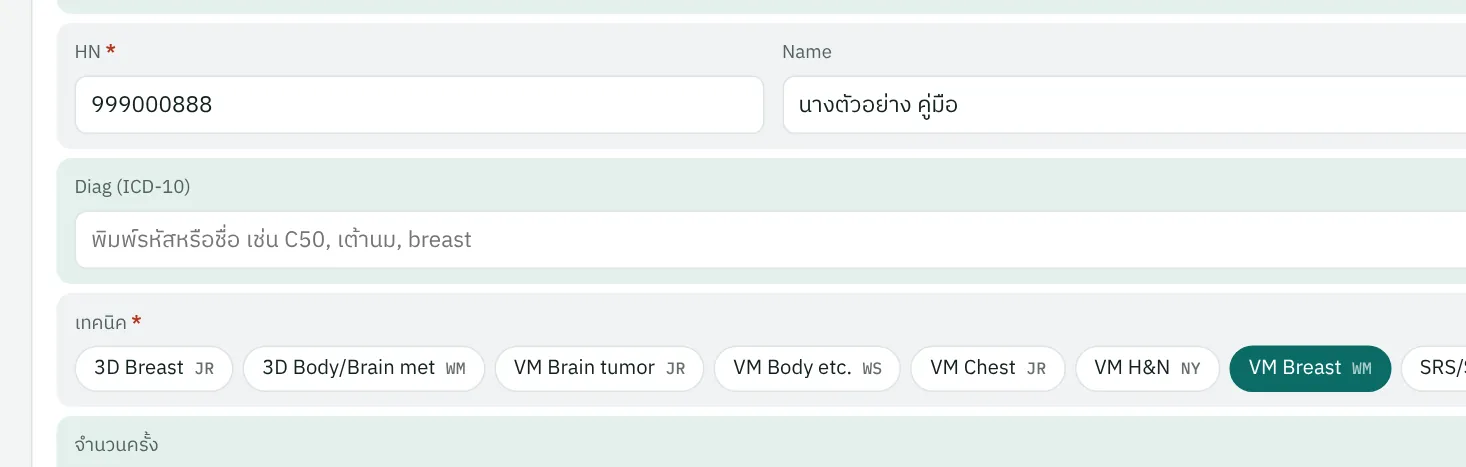 HN * Name
999000888 นางตัวอย่าง คู่มือ
Diag (ICD-10)
พิมพ์รหัสหรือชื่อ เช่น C50, เต้านม, breast
เทคนิค *
3D Breast JR 3D Body/Brain met WM VM Brain tumor JR VM Body etc. WS VM Chest JR VM H&N NY VM Breast WM SRS/
จำนวนครั้ง